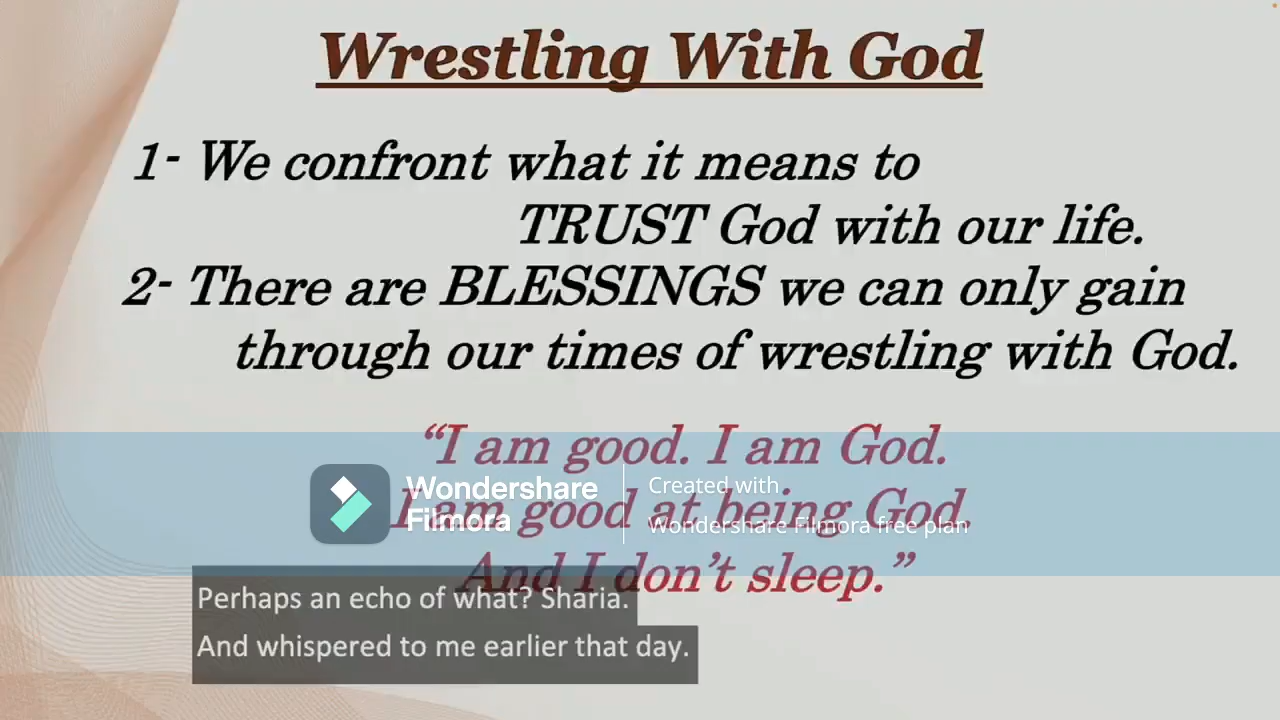 Wrestling With God
1- We confront what it means to
TRUST God with our life.
2- There are BLESSINGS we can only gain
through our times of wrestling with God.
“I am good. I am God.
I am good at being God.
And I don’t sleep.”
Wondershare
Filmora
Created with
Wondershare Filmora free plan
Perhaps an echo of what? Sharia.
And whispered to me earlier that day.